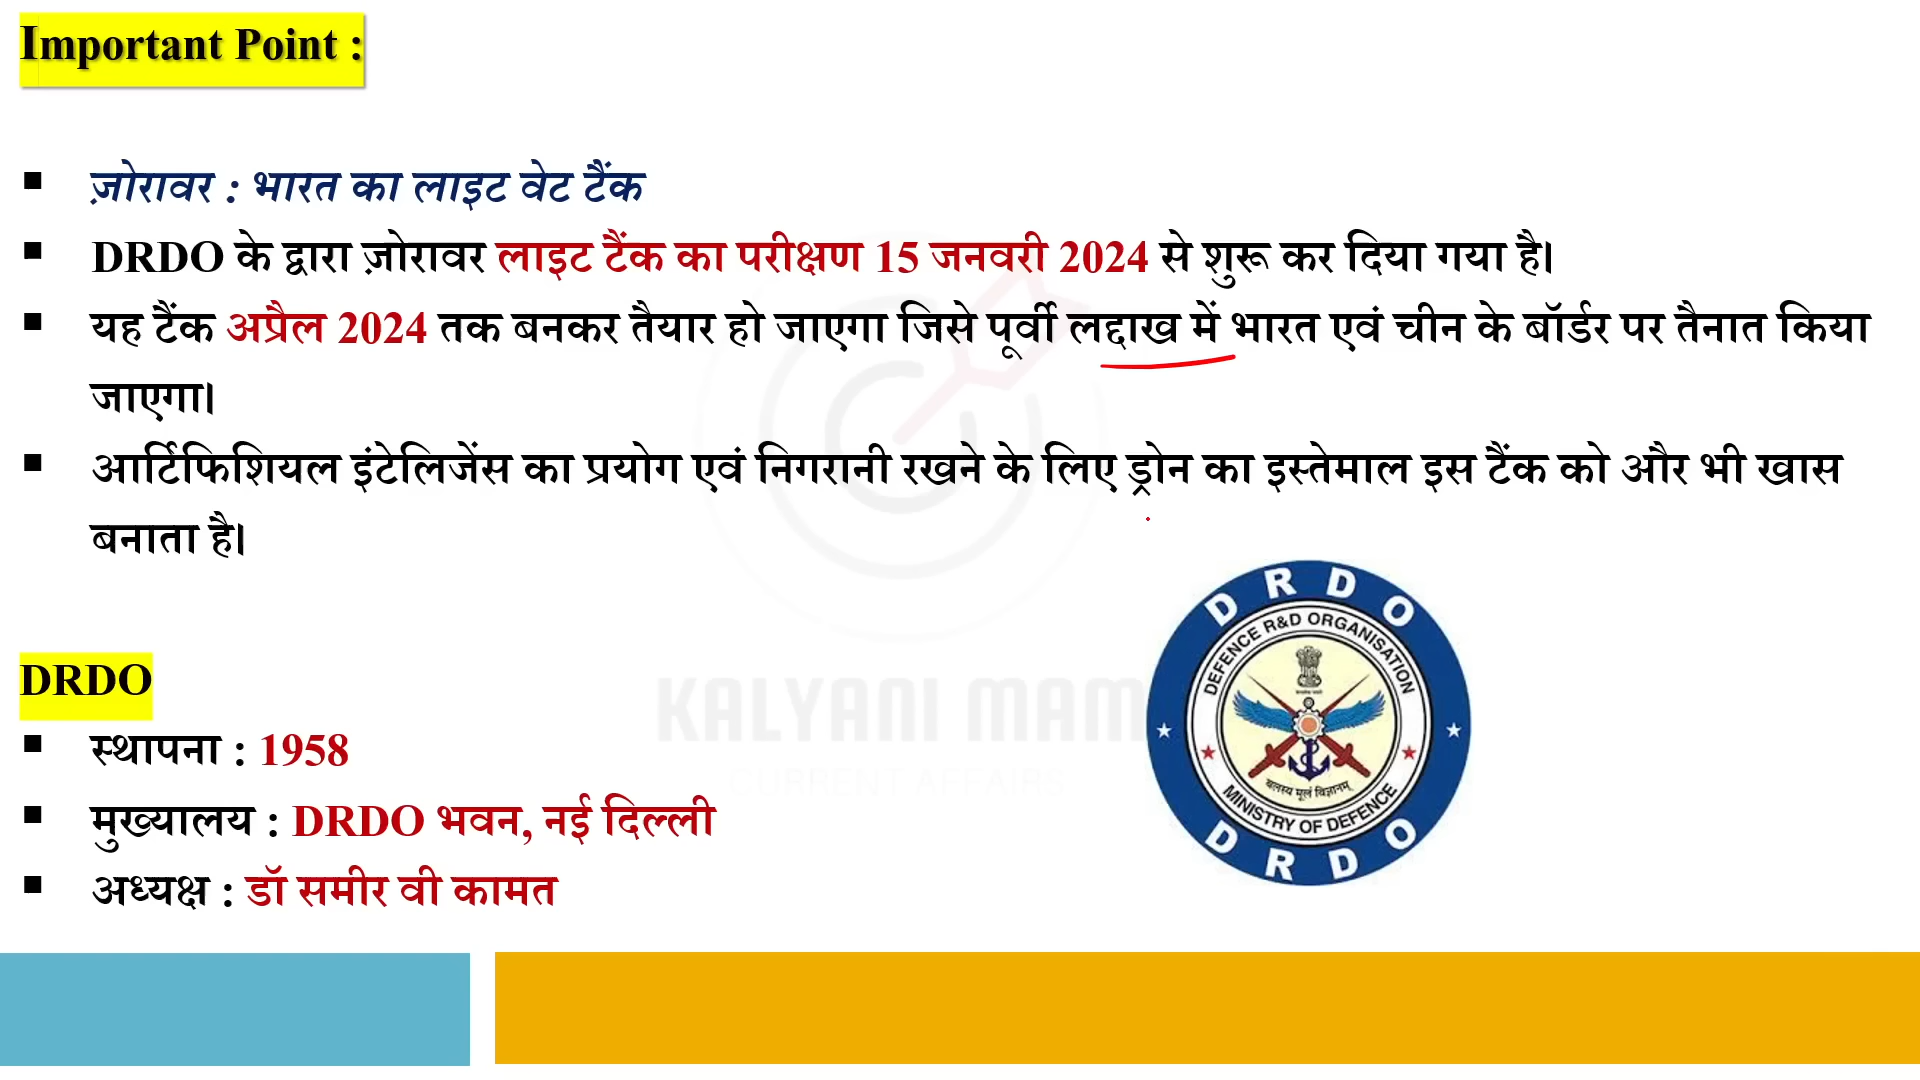 Important Point :
ज़ोरावर : भारत का लाइट वेट टैंक
DRDO के द्वारा ज़ोरावर लाइट टैंक का परीक्षण 15 जनवरी 2024 से शुरू कर दिया गया है।
यह टैंक अप्रैल 2024 तक बनकर तैयार हो जाएगा जिसे पूर्वी लद्दाख में भारत एवं चीन के बॉर्डर पर तैनात किया
जाएगा।
आर्टिफिशियल इंटेलिजेंस का प्रयोग एवं निगरानी रखने के लिए ड्रोन का इस्तेमाल इस टैंक को और भी खास
बनाता है।
DRDO
स्थापना : 1958
मुख्यालय : DRDO भवन, नई दिल्ली
अध्यक्ष : डॉ समीर वी कामत
KALYANI MAM
CURRENT AFFAIRS
DRDO
DEFENCE R&D ORGANISATION
बलस्य मूलं विज्ञानम्
MINISTRY OF DEFENCE
DRDO